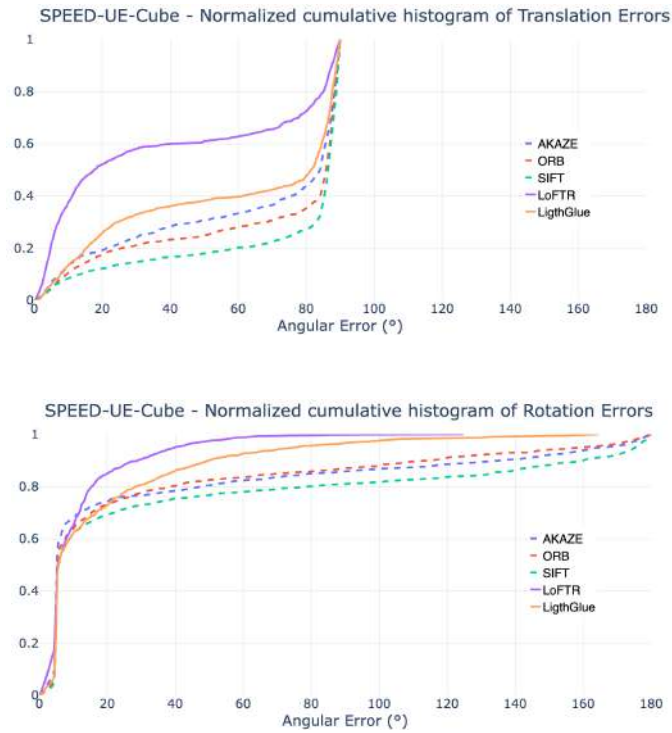 SPEED-UE-Cube - Normalized cumulative histogram of Translation Errors
1
0.8
0.6
0.4
0.2
0
0 20 40 60 80 100 120 140 160 180
Angular Error (°)
AKAZE
ORB
SIFT
LoFTR
LigthGlue
SPEED-UE-Cube - Normalized cumulative histogram of Rotation Errors
1
0.8
0.6
0.4
0.2
0
0 20 40 60 80 100 120 140 160 180
Angular Error (°)
AKAZE
ORB
SIFT
LoFTR
LigthGlue